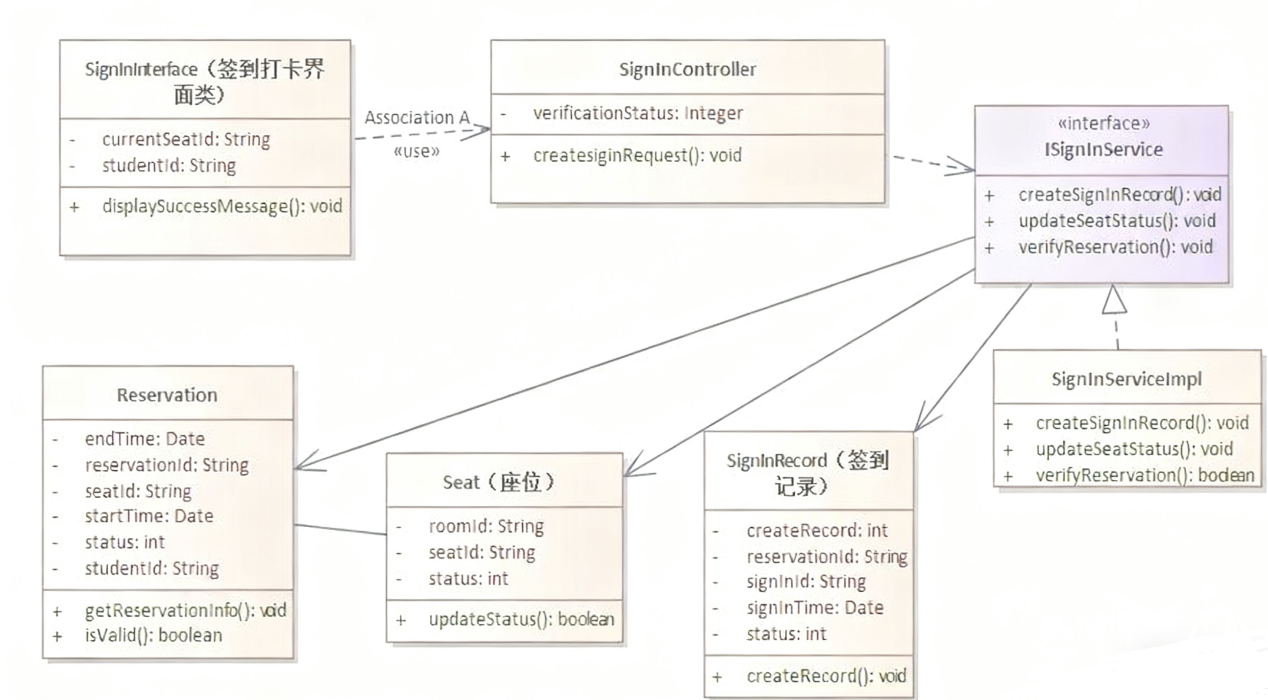 SignInInterface（签到打卡界
面类）
- currentSeatId: String
- studentId: String
+ displaySuccessMessage(): void
Association A
«use»
SignInController
- verificationStatus: Integer
+ createsiginRequest(): void
«interface»
ISignInService
+ createSignInRecord(): void
+ updateSeatStatus(): void
+ verifyReservation(): void
SignInServiceImpl
+ createSignInRecord(): void
+ updateSeatStatus(): void
+ verifyReservation(): boolean
Reservation
- endTime: Date
- reservationId: String
- seatId: String
- startTime: Date
- status: int
- studentId: String
+ getReservationInfo(): void
+ isValid(): boolean
Seat（座位）
- roomId: String
- seatId: String
- status: int
+ updateStatus(): boolean
SignInRecord（签到
记录）
- createRecord: int
- reservationId: String
- signInId: String
- signInTime: Date
- status: int
+ createRecord(): void